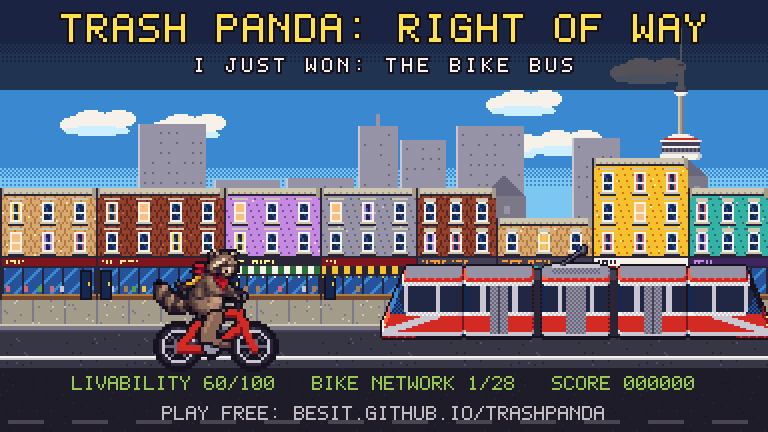 TRASH PANDA: RIGHT OF WAY
I JUST WON: THE BIKE BUS
LIVABILITY 60/100 BIKE NETWORK 1/28 SCORE 000000
PLAY FREE: BESIT.GITHUB.IO/TRASHPANDA